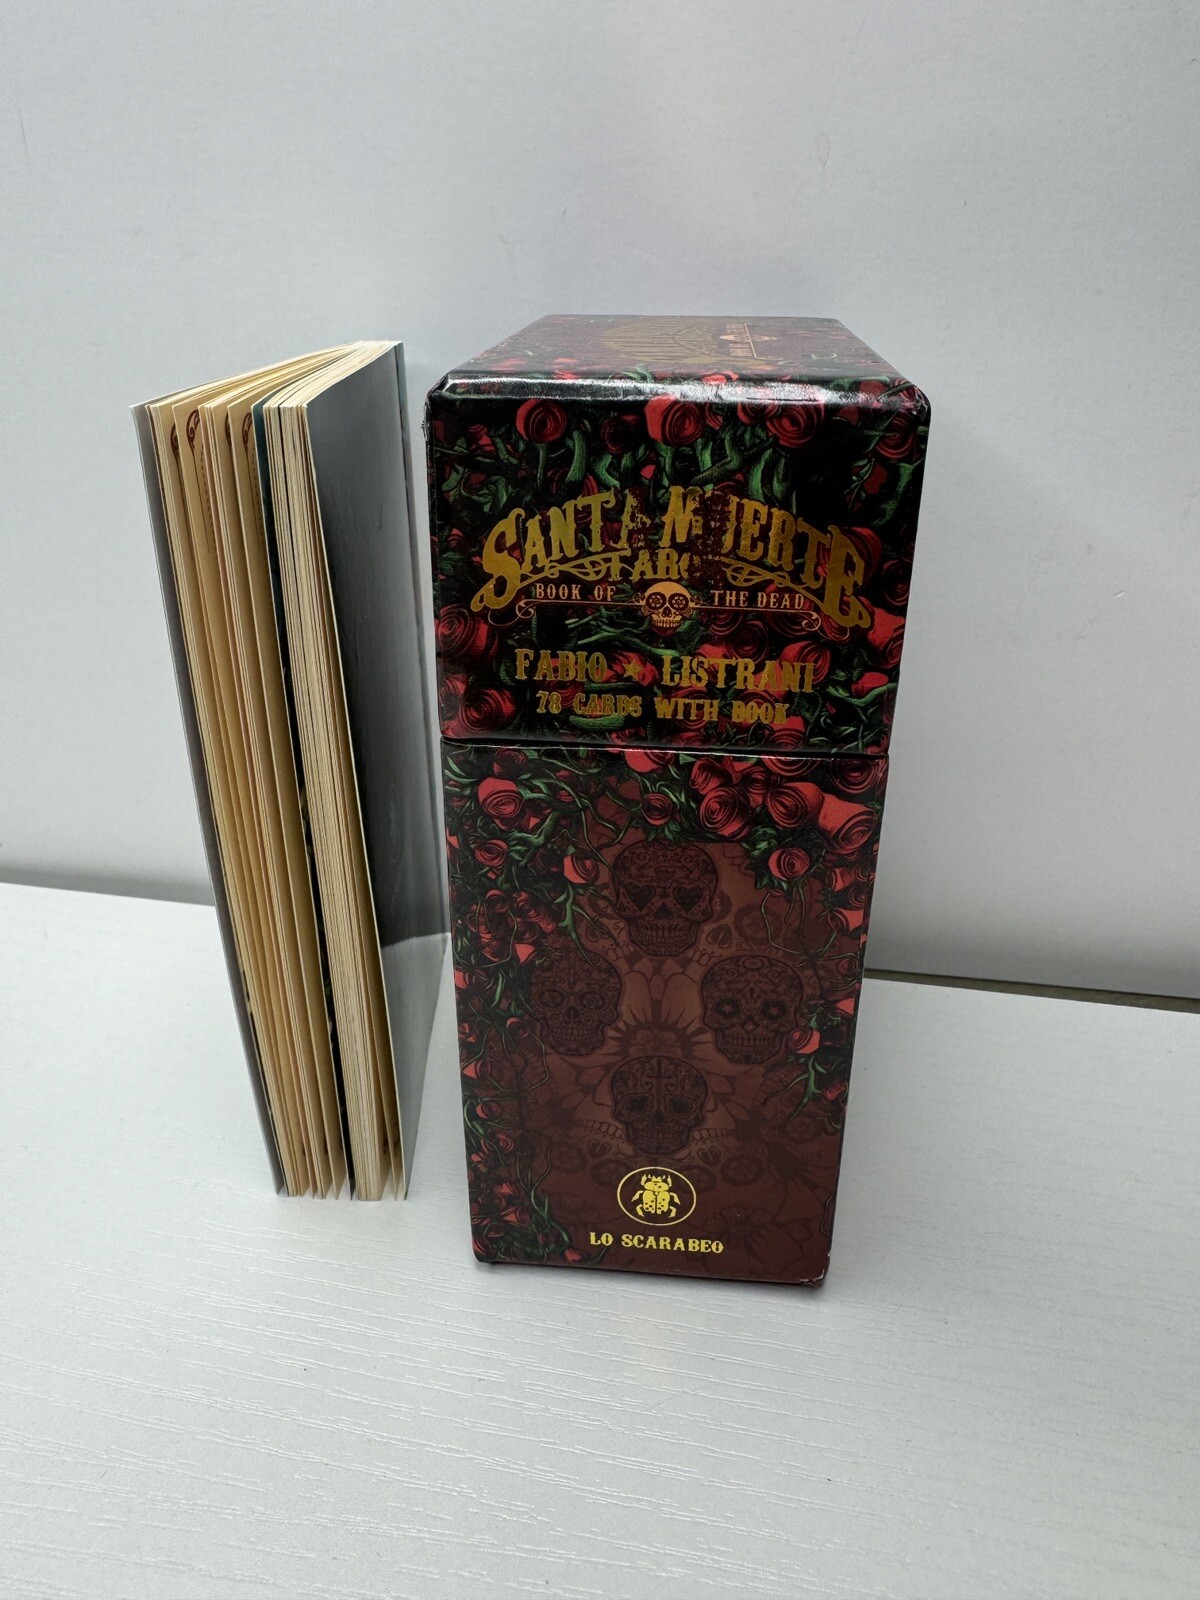 SANTA MUERTE
TAROT
BOOK OF THE DEAD
FABIO ★ LISTRANI
78 CARDS WITH BOOK
LO SCARABEO